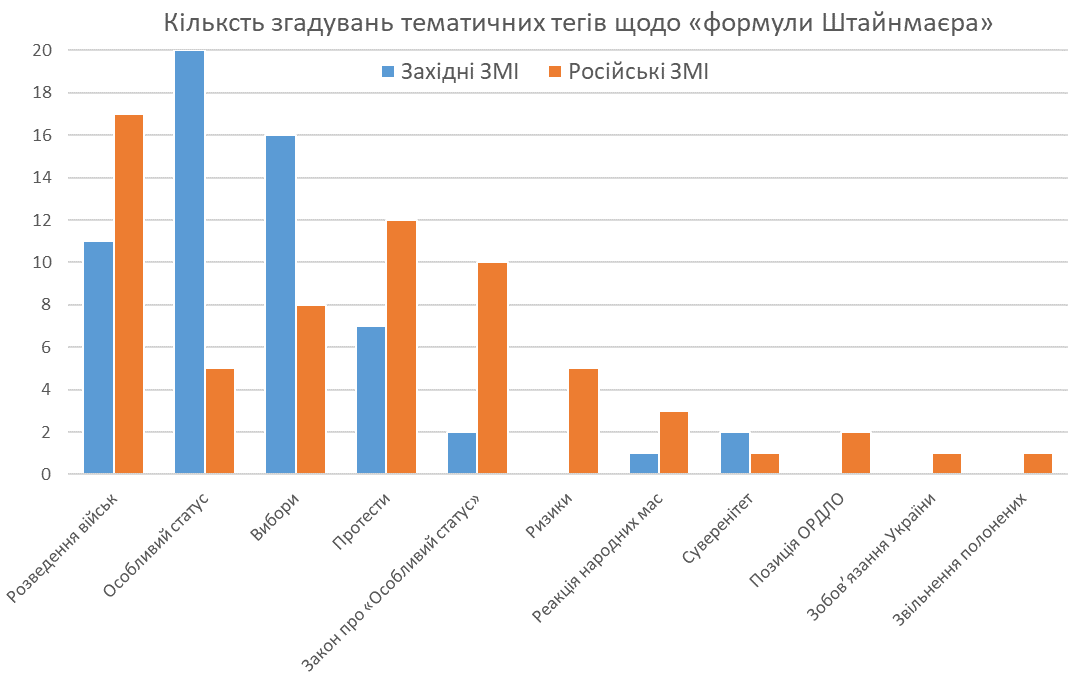 Кільксть згадувань тематичних тегів щодо «формули Штайнмаєра»
Західні ЗМІ
Російські ЗМІ
20
18
16
14
12
10
8
6
4
2
0
Розведення військ
Особливий статус
Вибори
Протести
Закон про «Особливий статус»
Ризики
Реакція народних мас
Суверенітет
Позиція ОРДЛО
Зобов’язання України
Звільнення полонених